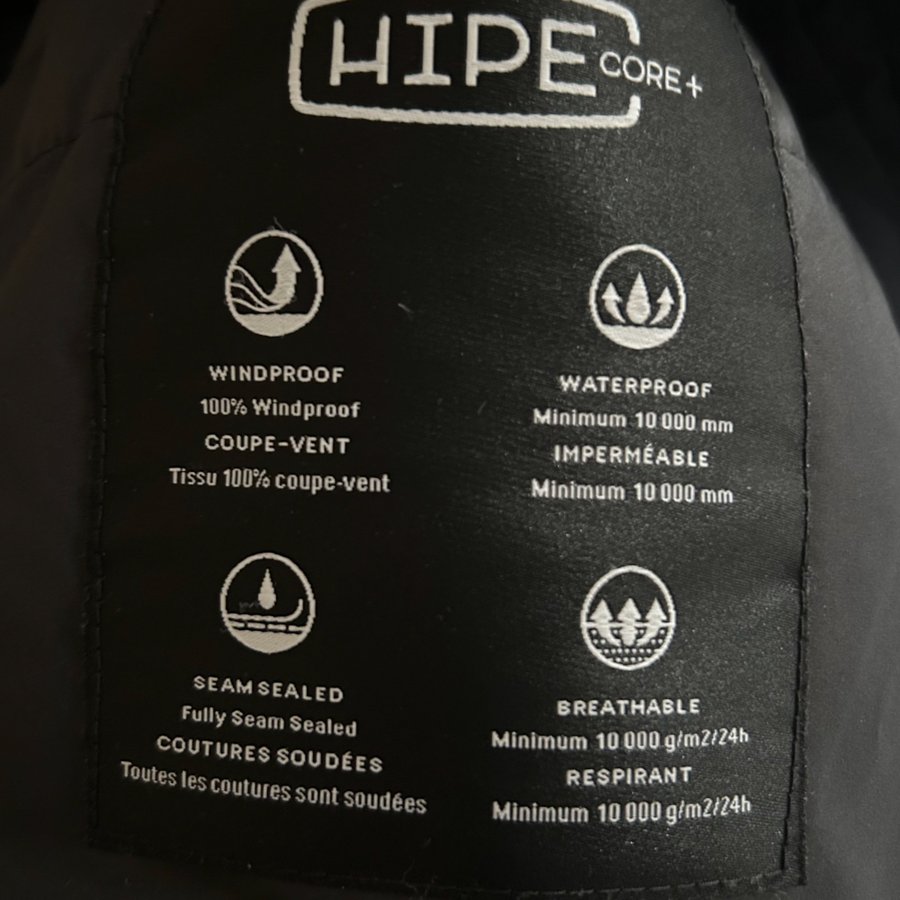 HIPE CORE+
WINDPROOF
100% Windproof
COUPE-VENT
Tissu 100% coupe-vent
WATERPROOF
Minimum 10 000 mm
IMPERMÉABLE
Minimum 10 000 mm
SEAM SEALED
Fully Seam Sealed
COUTURES SOUDÉES
Toutes les coutures sont soudées
BREATHABLE
Minimum 10 000 g/m2/24h
RESPIRANT
Minimum 10 000 g/m2/24h